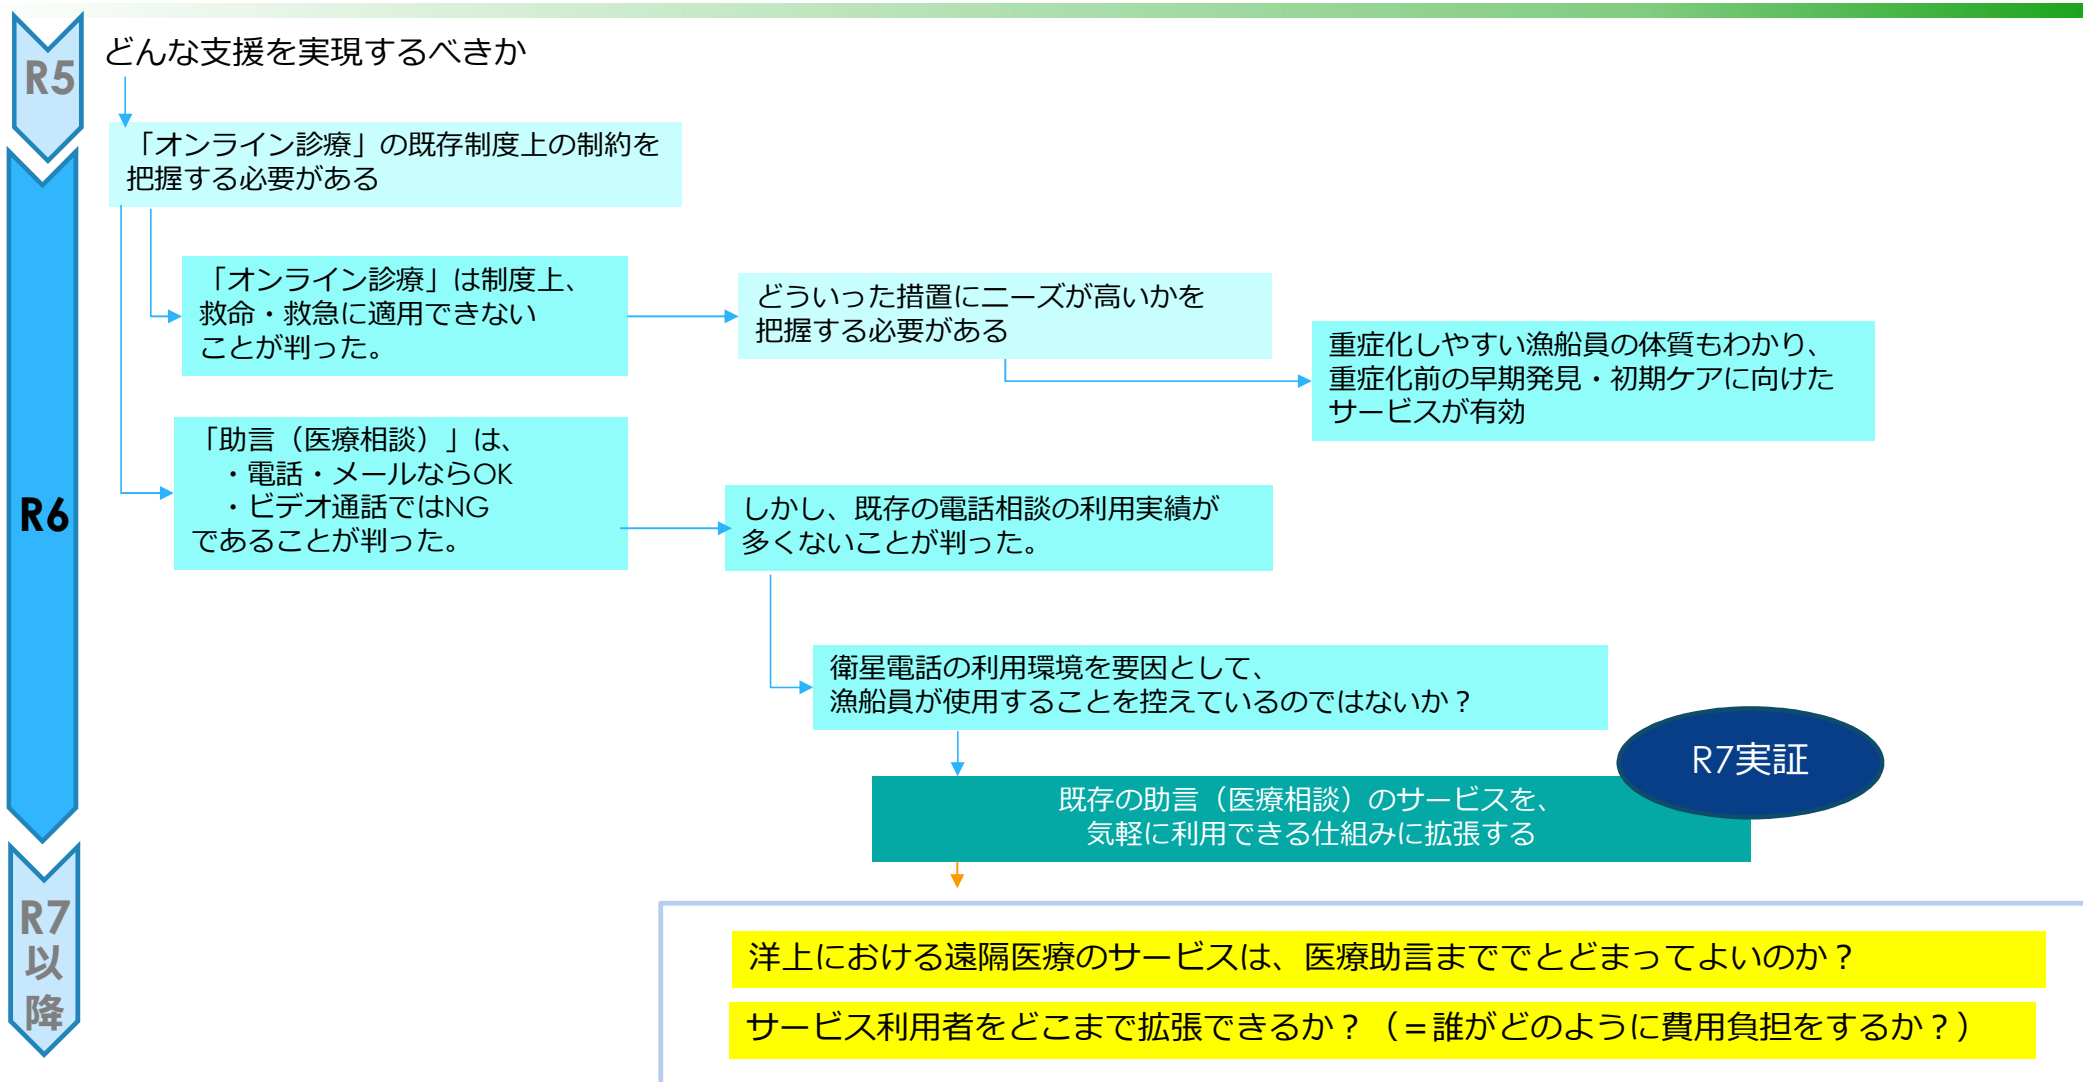 R5
どんな支援を実現するべきか
「オンライン診療」の既存制度上の制約を
把握する必要がある
「オンライン診療」は制度上、
救命・救急に適用できない
ことが判った。
どういった措置にニーズが高いかを
把握する必要がある
重症化しやすい漁船員の体質もわかり、
重症化前の早期発見・初期ケアに向けた
サービスが有効
R6
「助言（医療相談）」は、
・電話・メールならOK
・ビデオ通話ではNG
であることが判った。
しかし、既存の電話相談の利用実績が
多くないことが判った。
衛星電話の利用環境を要因として、
漁船員が使用することを控えているのではないか？
R7実証
既存の助言（医療相談）のサービスを、
気軽に利用できる仕組みに拡張する
R7
以
降
洋上における遠隔医療のサービスは、医療助言まででとどまってよいのか？
サービス利用者をどこまで拡張できるか？（＝誰がどのように費用負担をするか？）